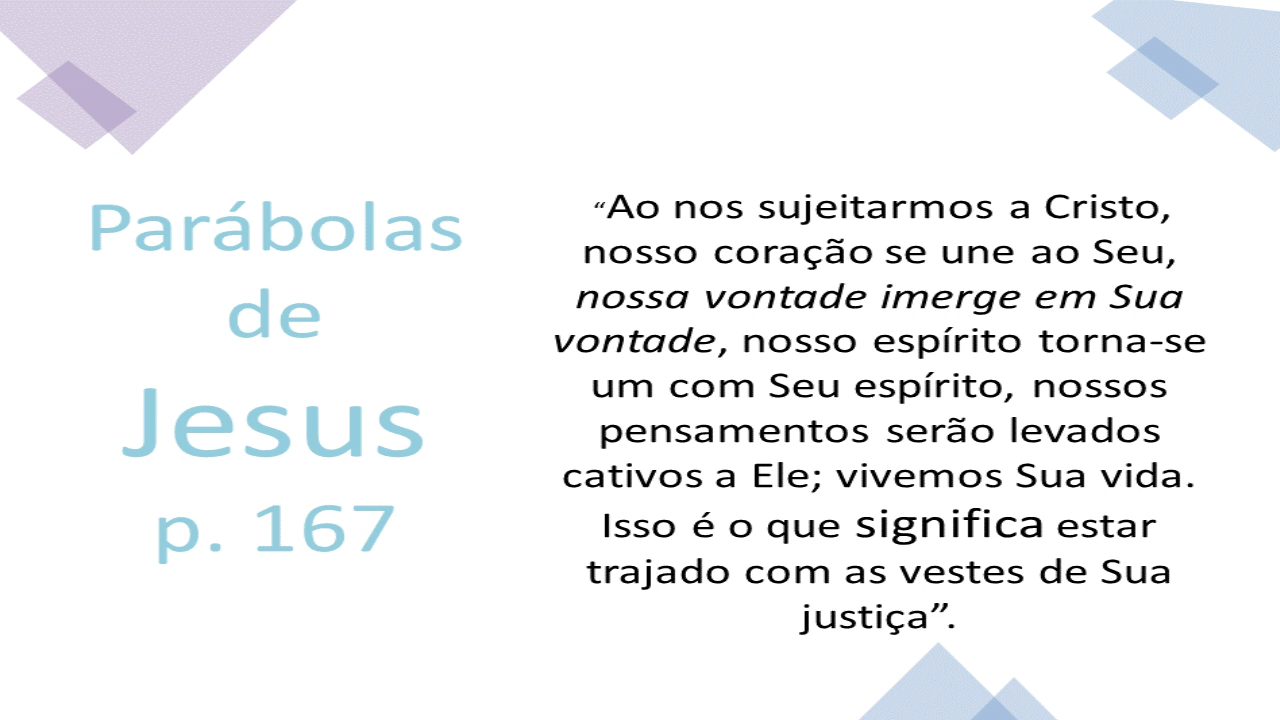 Parábolas
de
Jesus
p. 167
“Ao nos sujeitarmos a Cristo,
nosso coração se une ao Seu,
nossa vontade imerge em Sua
vontade, nosso espírito torna-se
um com Seu espírito, nossos
pensamentos serão levados
cativos a Ele; vivemos Sua vida.
Isso é o que significa estar
trajado com as vestes de Sua
justiça”.